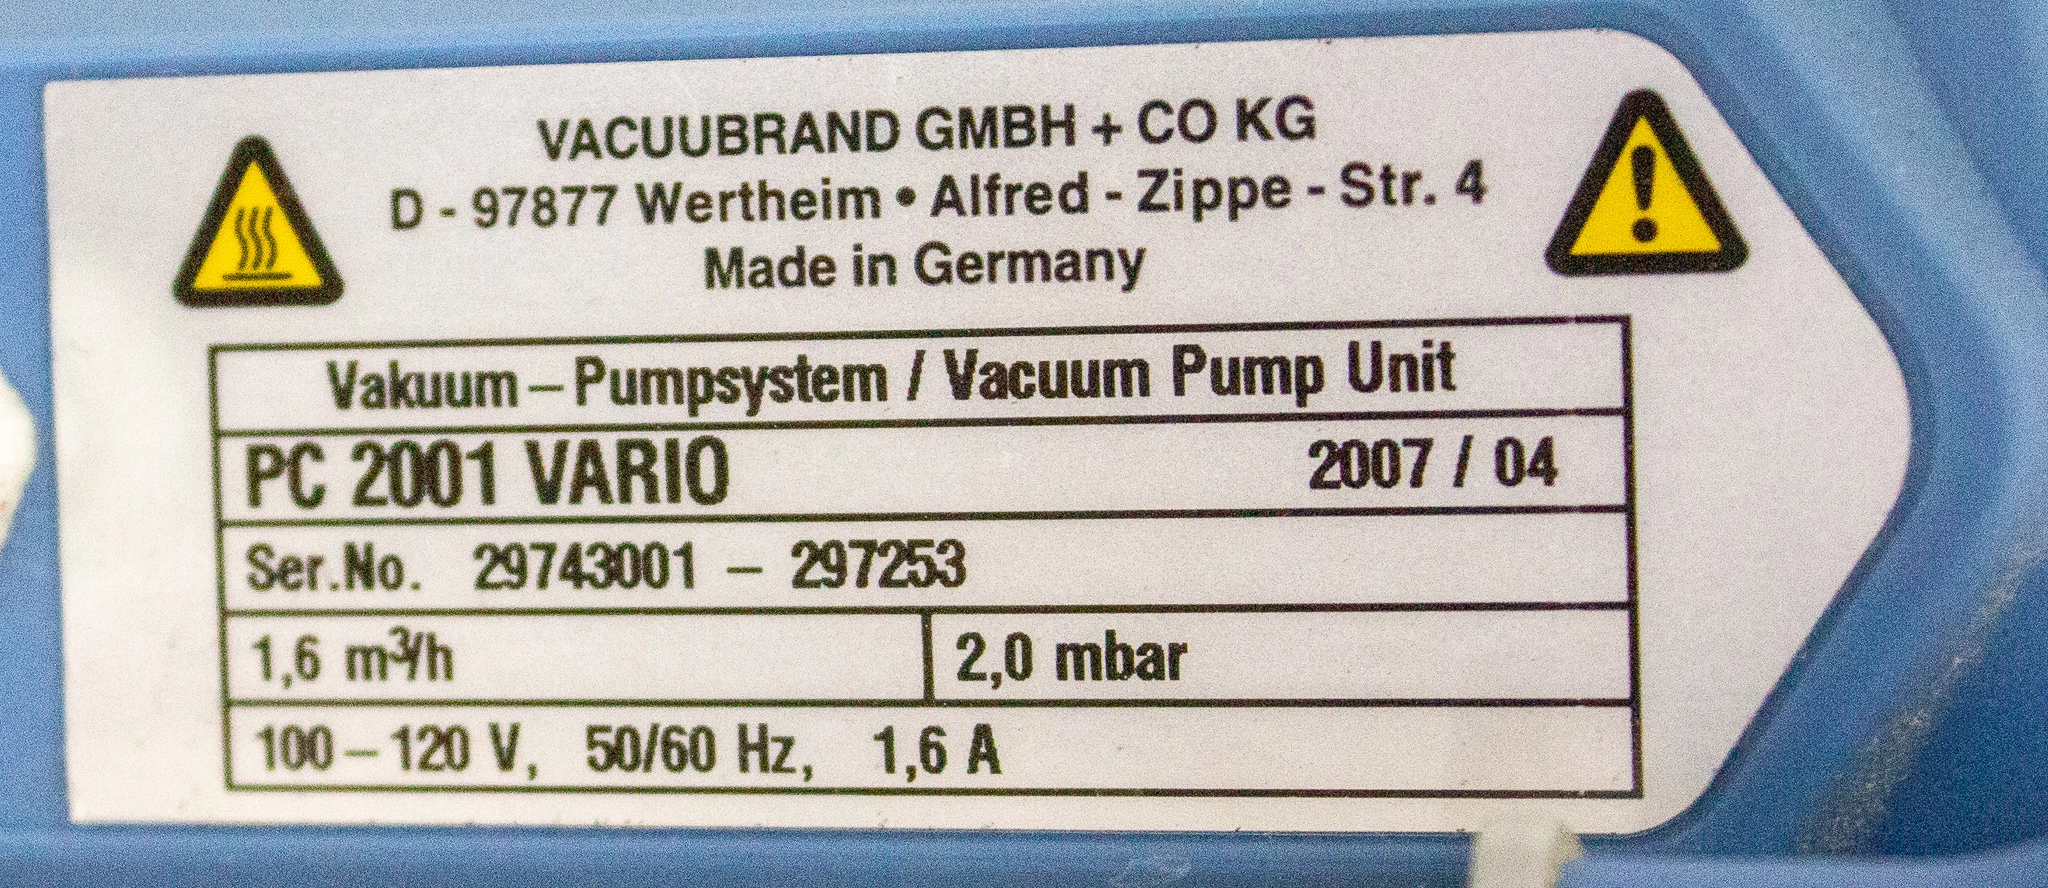 VACUUBRAND GMBH + CO KG
D - 97877 Wertheim • Alfred - Zippe - Str. 4
Made in Germany
Vakuum – Pumpsystem / Vacuum Pump Unit
PC 2001 VARIO 2007 / 04
Ser.No. 29743001 – 297253
1,6 m³/h 2,0 mbar
100 – 120 V, 50/60 Hz, 1,6 A